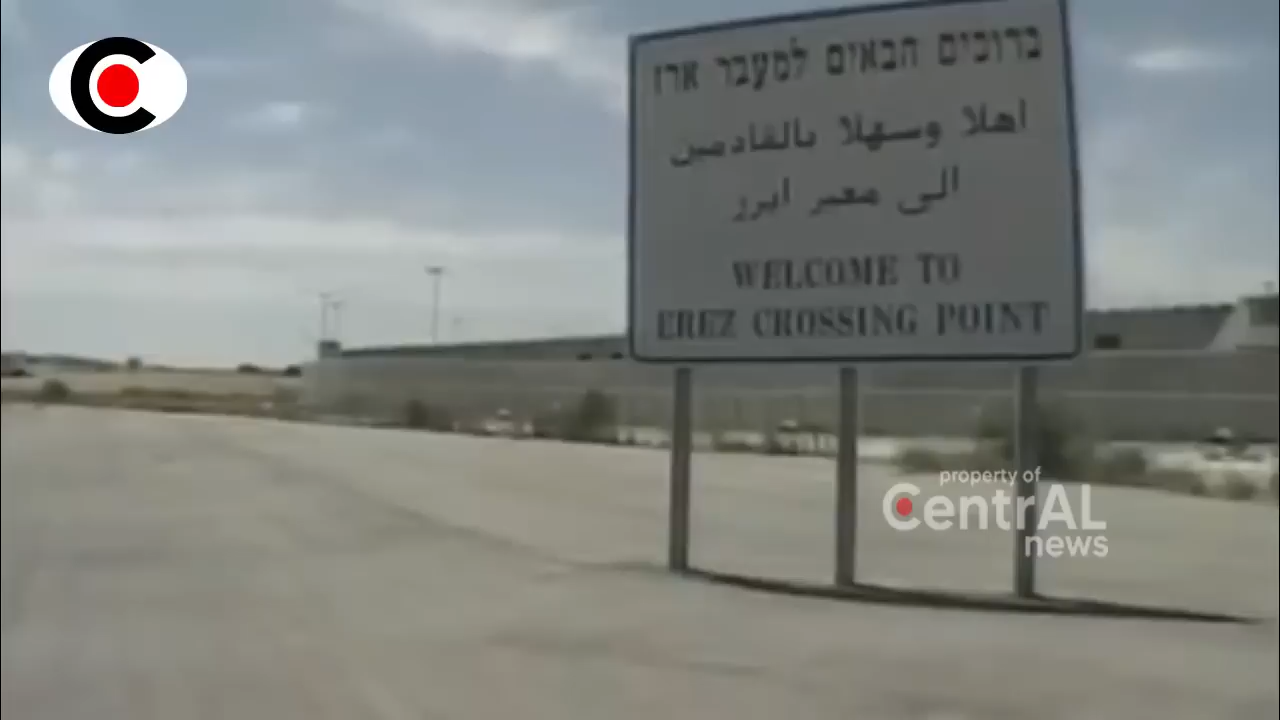 ברוכים הבאים למעבר ארז
اهلا وسهلا بالقادمين
الى معبر ايرز
WELCOME TO
EREZ CROSSING POINT
property of
CentrAL
news